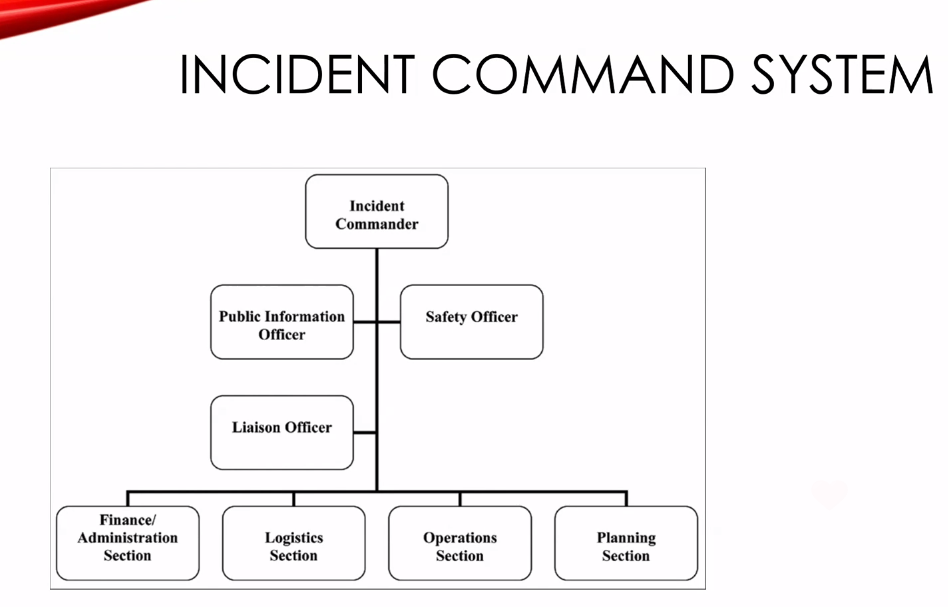 INCIDENT COMMAND SYSTEM
Incident
Commander
Public Information
Officer
Safety Officer
Liaison Officer
Finance/
Administration
Section
Logistics
Section
Operations
Section
Planning
Section